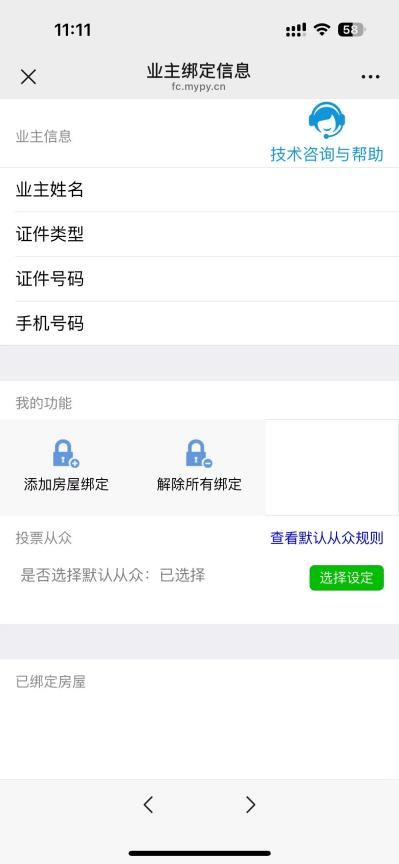 11:11
58
业主绑定信息
fc.mypy.cn
业主信息
技术咨询与帮助
业主姓名
证件类型
证件号码
手机号码
我的功能
添加房屋绑定
解除所有绑定
投票从众
查看默认从众规则
是否选择默认从众：已选择
选择设定
已绑定房屋